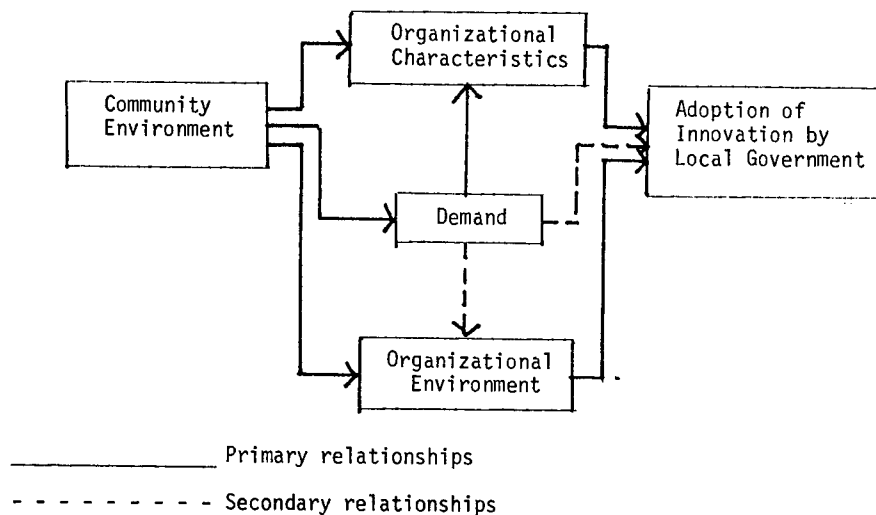 Organizational
Characteristics
Community
Environment
Adoption of
Innovation by
Local Government
Demand
Organizational
Environment
Primary relationships
Secondary relationships